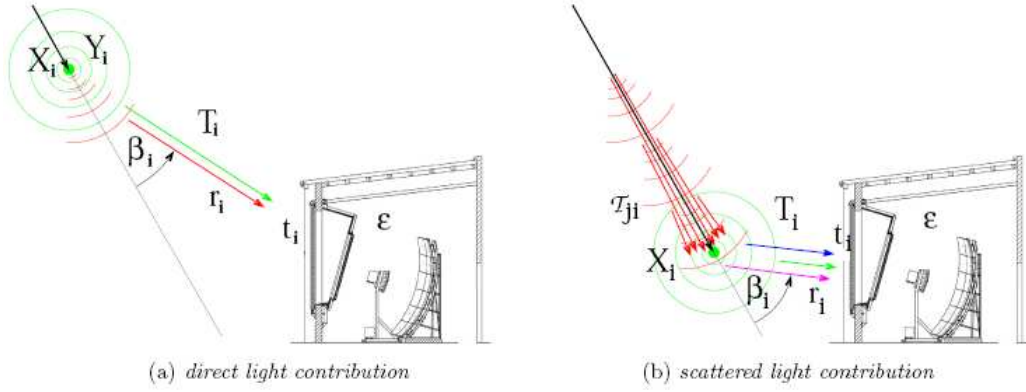 X_i Y_i
T_i
β_i
r_i
t_i
ε
(a) direct light contribution
𝒯_ji
X_i
T_i
t_i
ε
β_i
r_i
(b) scattered light contribution